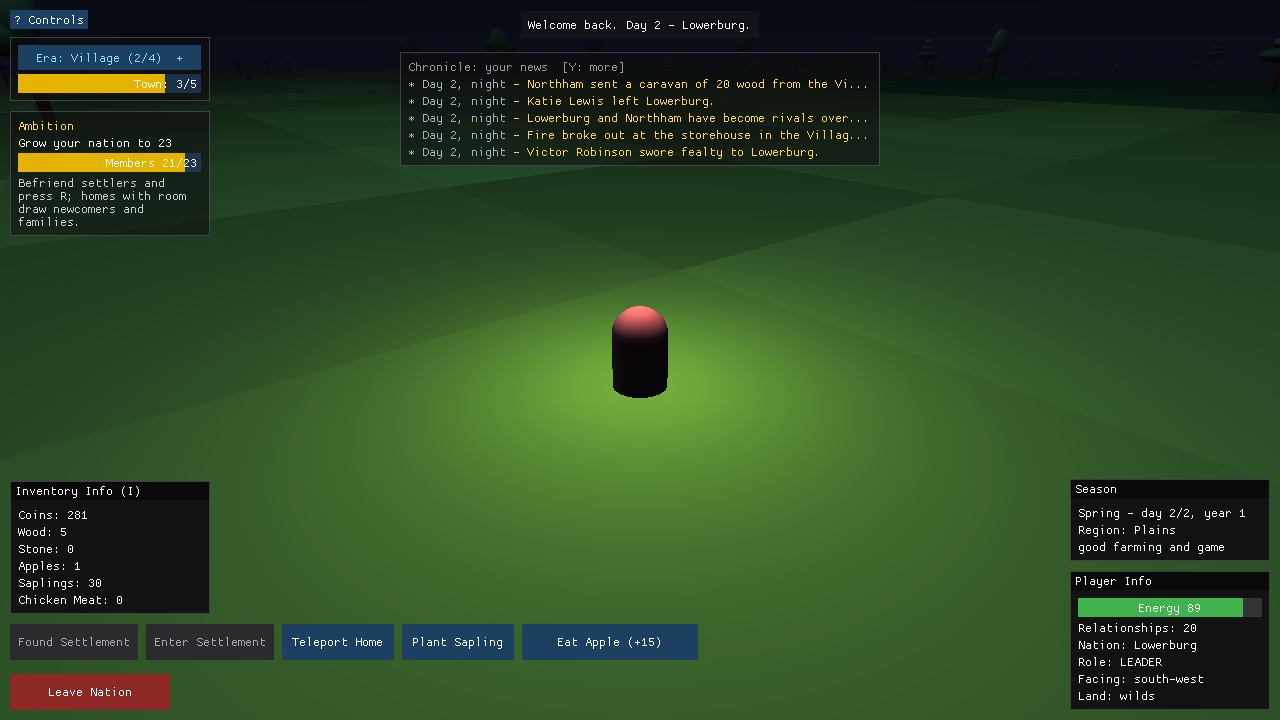 ? Controls
Welcome back. Day 2 - Lowerburg.
Era: Village (2/4) +
Town: 3/5
Chronicle: your news [Y: more]
* Day 2, night - Northham sent a caravan of 20 wood from the Vi...
* Day 2, night - Katie Lewis left Lowerburg.
* Day 2, night - Lowerburg and Northham have become rivals over...
* Day 2, night - Fire broke out at the storehouse in the Villag...
* Day 2, night - Victor Robinson swore fealty to Lowerburg.
Ambition
Grow your nation to 23
Members 21/23
Befriend settlers and
press R; homes with room
draw newcomers and
families.
Inventory Info (I)
Coins: 281
Wood: 5
Stone: 0
Apples: 1
Saplings: 30
Chicken Meat: 0
Season
Spring - day 2/2, year 1
Region: Plains
good farming and game
Player Info
Energy 89
Relationships: 20
Nation: Lowerburg
Role: LEADER
Facing: south-west
Land: wilds
Found Settlement
Enter Settlement
Teleport Home
Plant Sapling
Eat Apple (+15)
Leave Nation